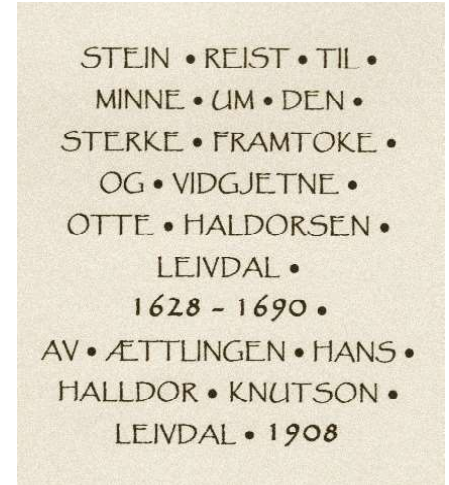 STEIN • REIST • TIL •
MINNE • UM • DEN •
STERKE • FRAMTOKE •
OG • VIDGJETNE •
OTTE • HALDORSEN •
LEIVDAL •
1628 - 1690 •
AV • ÆTTLINGEN • HANS •
HALLDOR • KNUTSON •
LEIVDAL • 1908